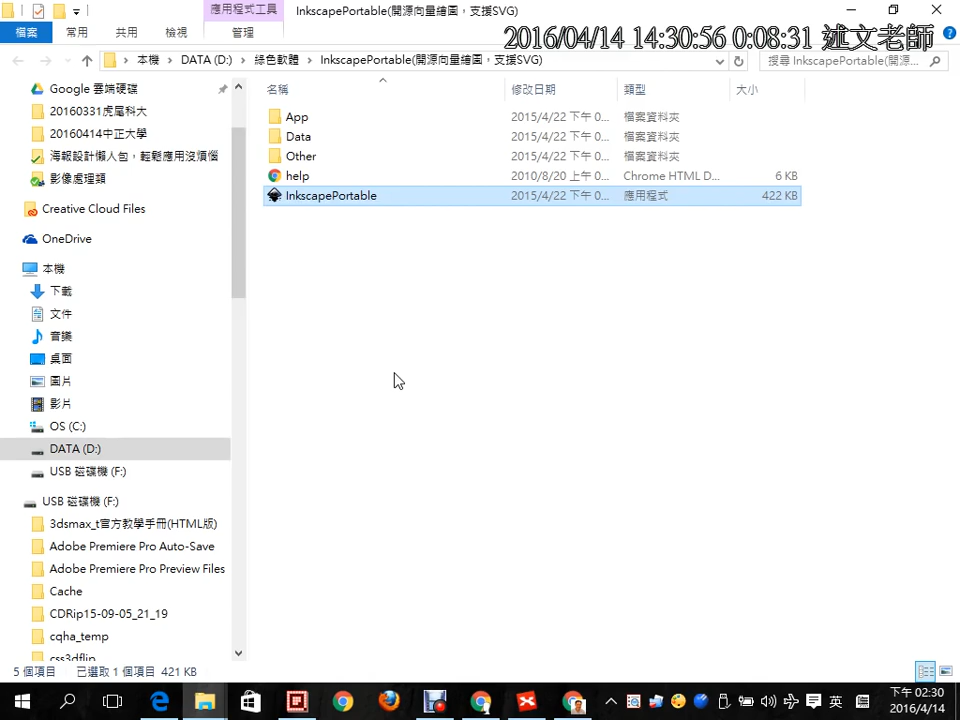 應用程式工具
InkscapePortable(開源向量繪圖，支援SVG)
檔案
常用
共用
檢視
管理
2016/04/14 14:30:56 0:08:31 述文老師
本機
DATA (D:)
綠色軟體
InkscapePortable(開源向量繪圖，支援SVG)
搜尋 InkscapePortable(開源...
名稱
修改日期
類型
大小
App 2015/4/22 下午 0... 檔案資料夾
Data 2015/4/22 下午 0... 檔案資料夾
Other 2015/4/22 下午 0... 檔案資料夾
help 2010/8/20 上午 0... Chrome HTML D... 6 KB
InkscapePortable 2015/4/22 下午 0... 應用程式 422 KB
Google 雲端硬碟
20160331虎尾科大
20160414中正大學
海報設計懶人包，輕鬆應用沒煩惱
影像處理類
Creative Cloud Files
OneDrive
本機
下載
文件
音樂
桌面
圖片
影片
OS (C:)
DATA (D:)
USB 磁碟機 (F:)
USB 磁碟機 (F:)
3dsmax_t官方教學手冊(HTML版)
Adobe Premiere Pro Auto-Save
Adobe Premiere Pro Preview Files
Cache
CDRip15-09-05_21_19
cqha_temp
css3dflip
5 個項目
已選取 1 個項目 421 KB
英
下午 02:30
2016/4/14